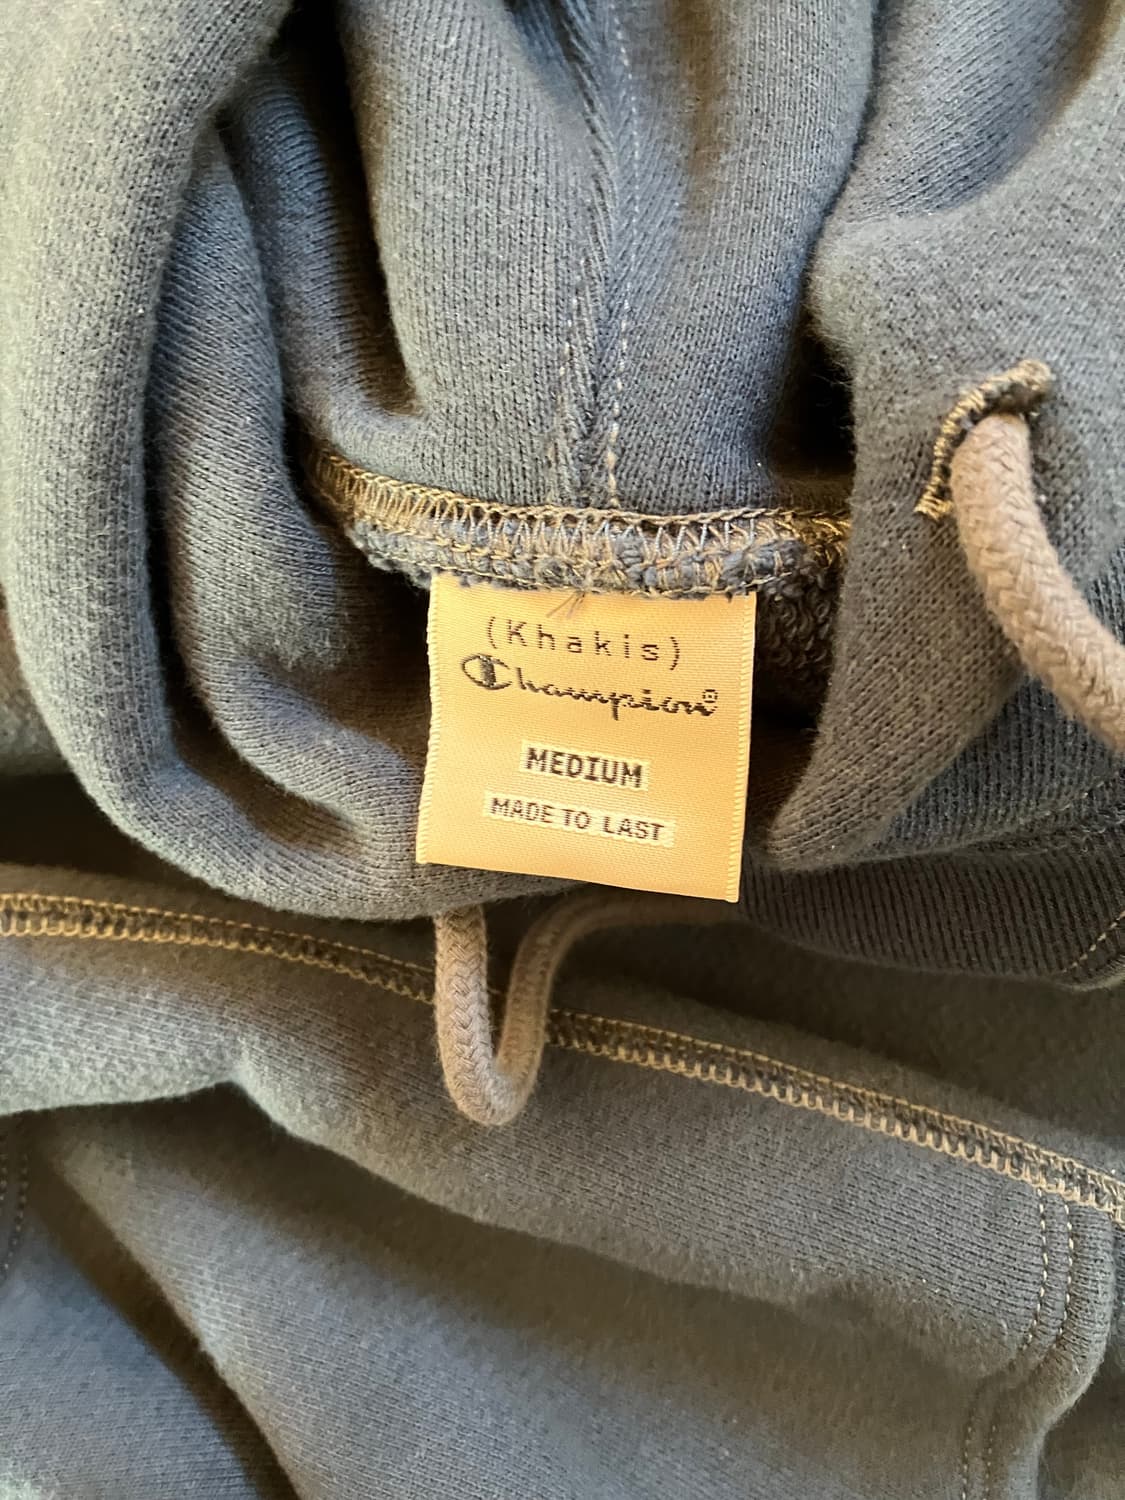 (Khakis)
Champion®
MEDIUM
MADE TO LAST